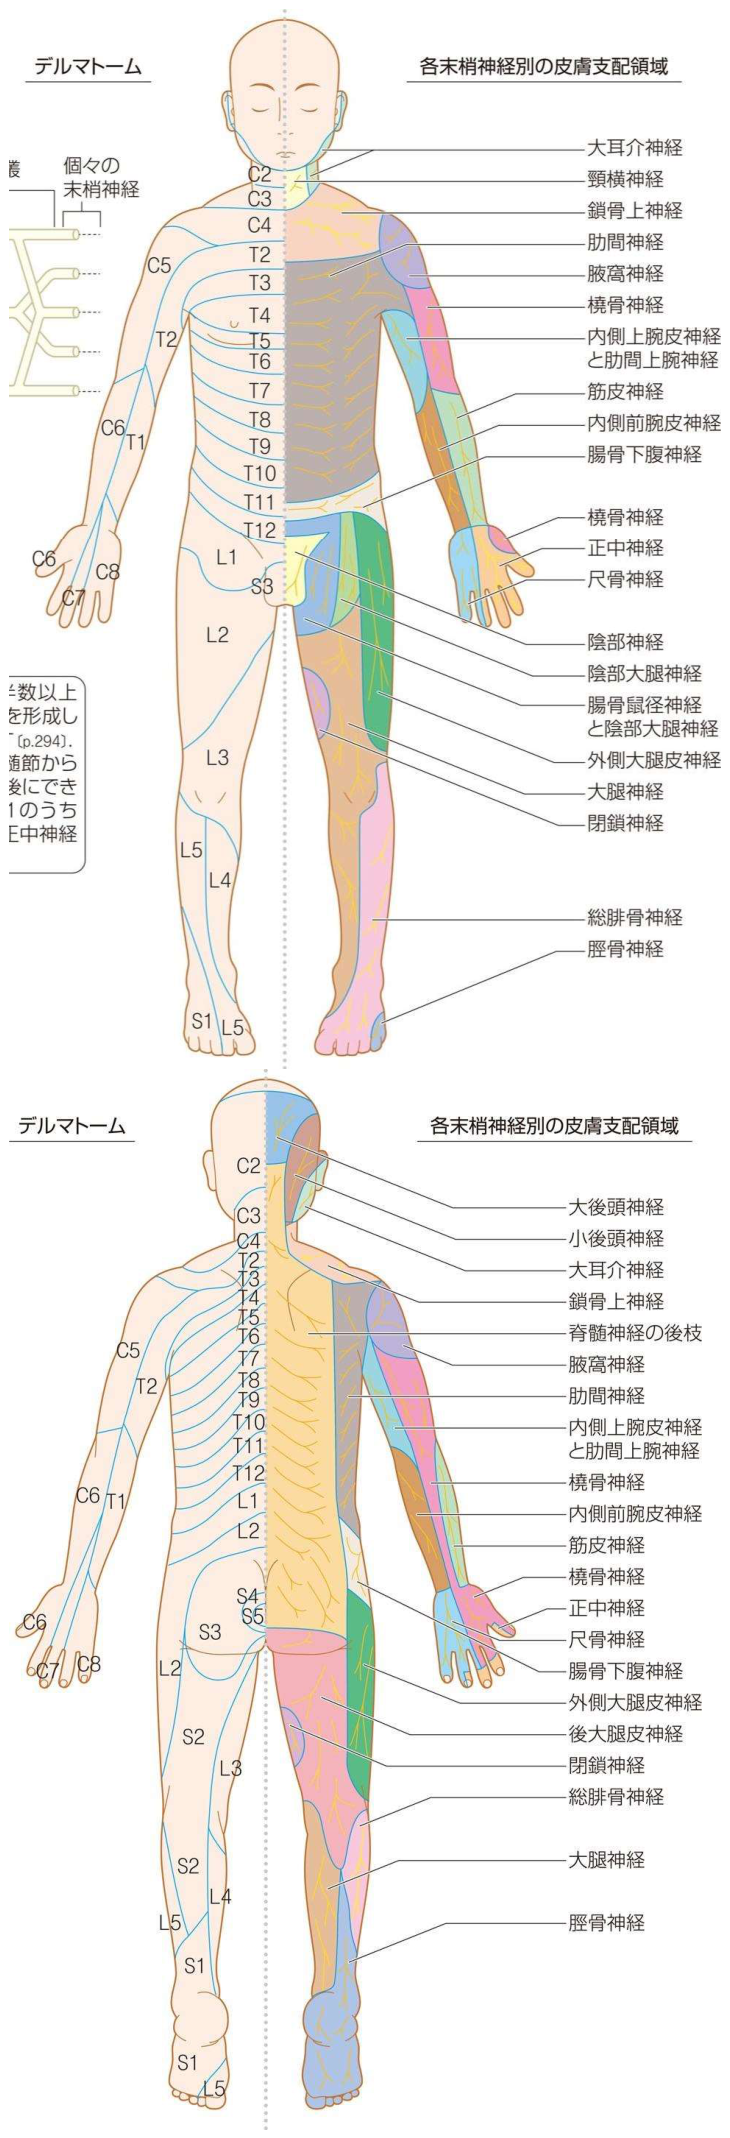 デルマトーム
各末梢神経別の皮膚支配領域
叢
個々の
末梢神経
大耳介神経
頸横神経
鎖骨上神経
肋間神経
腋窩神経
橈骨神経
内側上腕皮神経
と肋間上腕神経
筋皮神経
内側前腕皮神経
腸骨下腹神経
橈骨神経
正中神経
尺骨神経
陰部神経
陰部大腿神経
腸骨鼠径神経
と陰部大腿神経
外側大腿皮神経
大腿神経
閉鎖神経
総腓骨神経
脛骨神経
C2
C3
C4
T2
C5
T3
T4
T2
T5
T6
T7
T8
C6
T1
T9
T10
T11
T12
L1
C6
C8
C7
S3
L2
L3
L5
L4
S1
L5
半数以上
を形成し
〔p.294〕.
随節から
後にでき
1のうち
正中神経
デルマトーム
各末梢神経別の皮膚支配領域
大後頭神経
小後頭神経
大耳介神経
鎖骨上神経
脊髄神経の後枝
腋窩神経
肋間神経
内側上腕皮神経
と肋間上腕神経
橈骨神経
内側前腕皮神経
筋皮神経
橈骨神経
正中神経
尺骨神経
腸骨下腹神経
外側大腿皮神経
後大腿皮神経
閉鎖神経
総腓骨神経
大腿神経
脛骨神経
C2
C3
C4
T2
T3
T4
T5
T6
C5
T7
T2
T8
T9
T10
T11
T12
C6
T1
L1
L2
S4
S5
C6
S3
C7
C8
L2
S2
L3
S2
L4
L5
S1
S1
L5